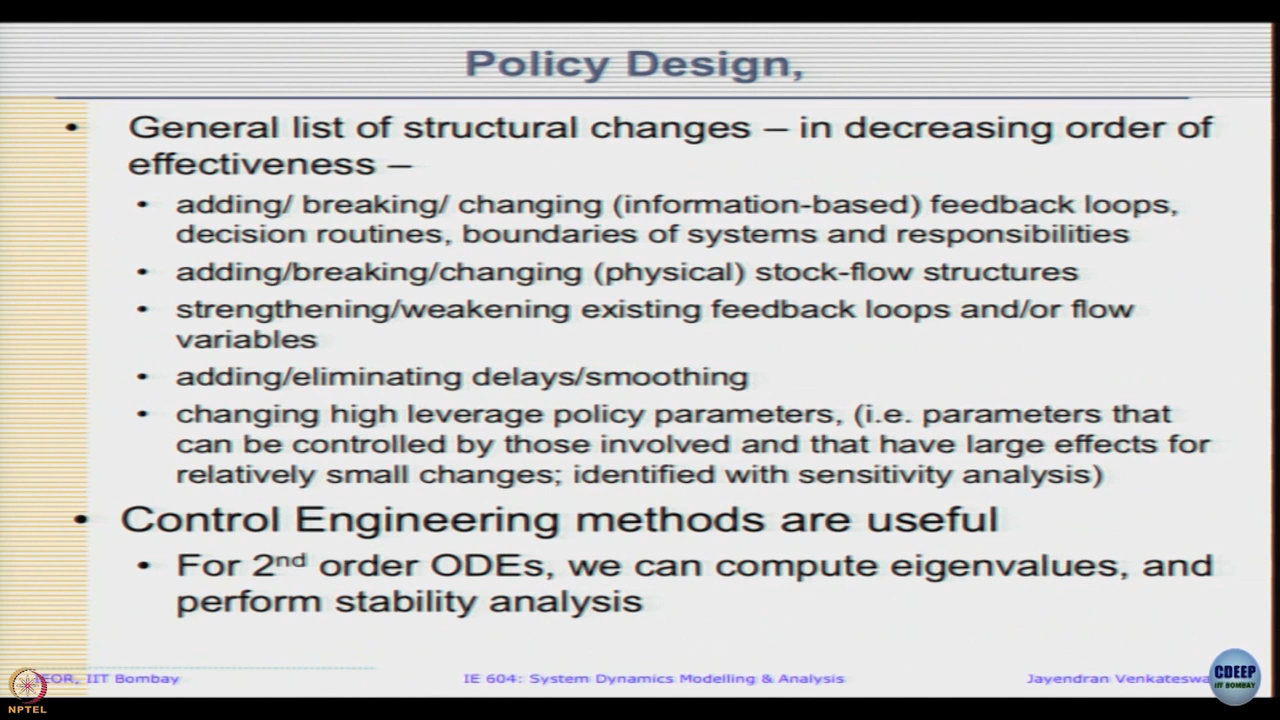 Policy Design,
• General list of structural changes – in decreasing order of
effectiveness –
• adding/ breaking/ changing (information-based) feedback loops,
decision routines, boundaries of systems and responsibilities
• adding/breaking/changing (physical) stock-flow structures
• strengthening/weakening existing feedback loops and/or flow
variables
• adding/eliminating delays/smoothing
• changing high leverage policy parameters, (i.e. parameters that
can be controlled by those involved and that have large effects for
relatively small changes; identified with sensitivity analysis)
• Control Engineering methods are useful
• For 2nd order ODEs, we can compute eigenvalues, and
perform stability analysis
IEOR, IIT Bombay
IE 604: System Dynamics Modelling & Analysis
Jayendran Venkateswa
CDEEP
IIT BOMBAY
NPTEL